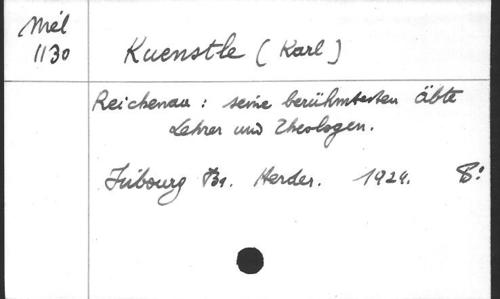 Mél
1130
Kuenstle (Karl)
Reichenau : seine berühmtesten Äbte
Lehrer und Theologen.
Fribourg Br. Herder. 1924. 8°